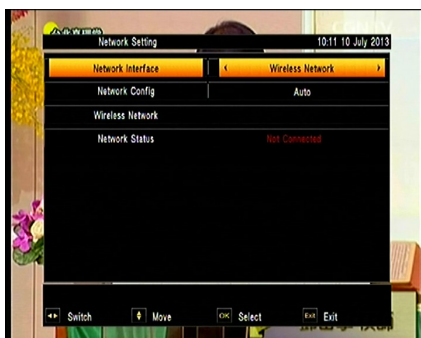 Network Setting 10:11 10 July 2013
Network Interface Wireless Network
Network Config Auto
Wireless Network
Network Status Not Connected
Switch Move OK Select Exit Exit